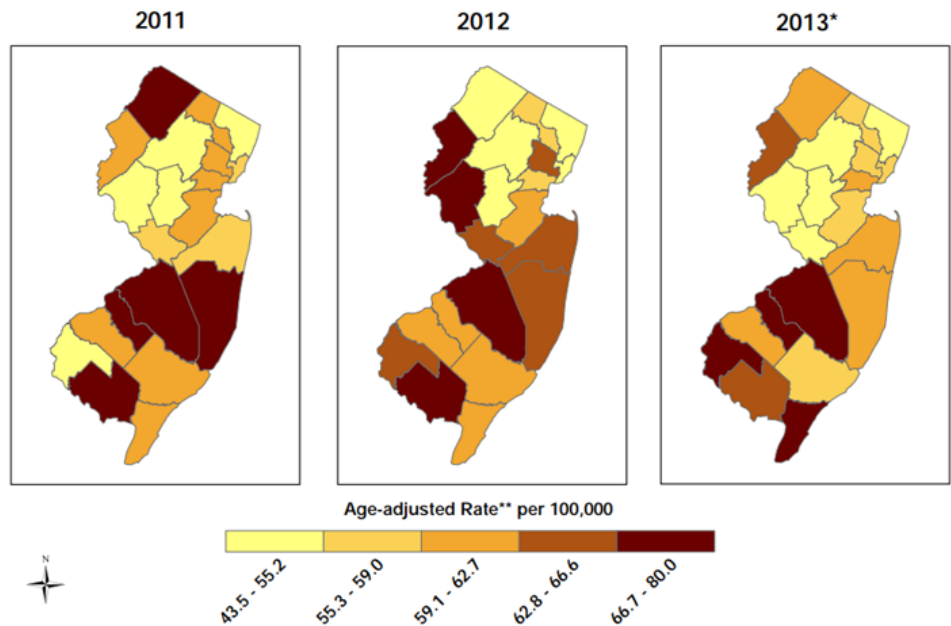 2011 2012 2013*
Age-adjusted Rate** per 100,000
43.5 - 55.2 55.3 - 59.0 59.1 - 62.7 62.8 - 66.6 66.7 - 80.0
N